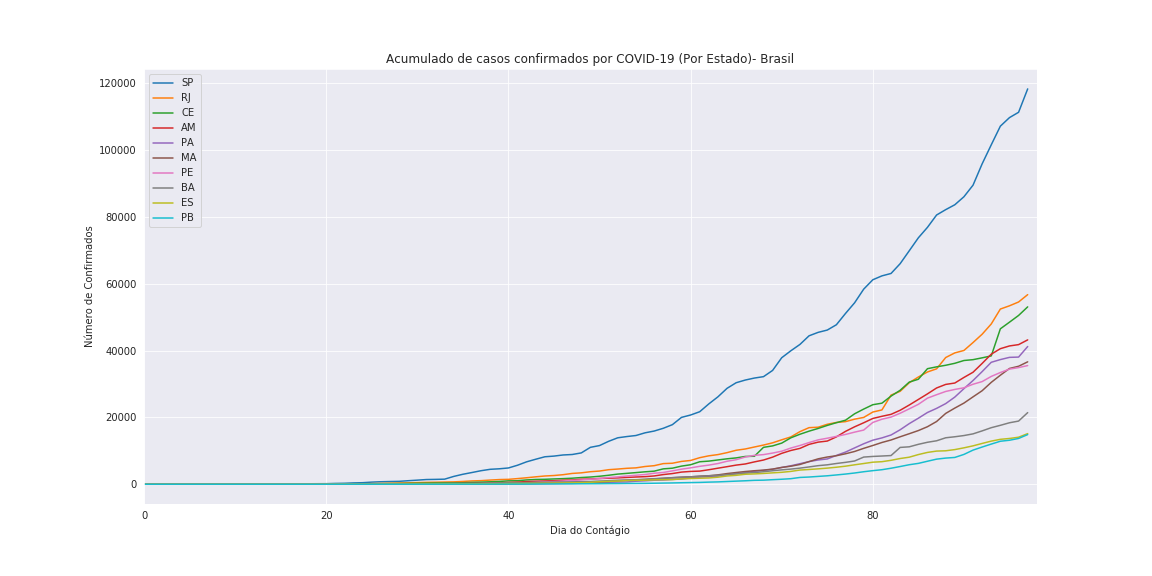 Acumulado de casos confirmados por COVID-19 (Por Estado)- Brasil
SP
RJ
CE
AM
PA
MA
PE
BA
ES
PB
120000
100000
80000
60000
40000
20000
0
Número de Confirmados
0 20 40 60 80
Dia do Contágio